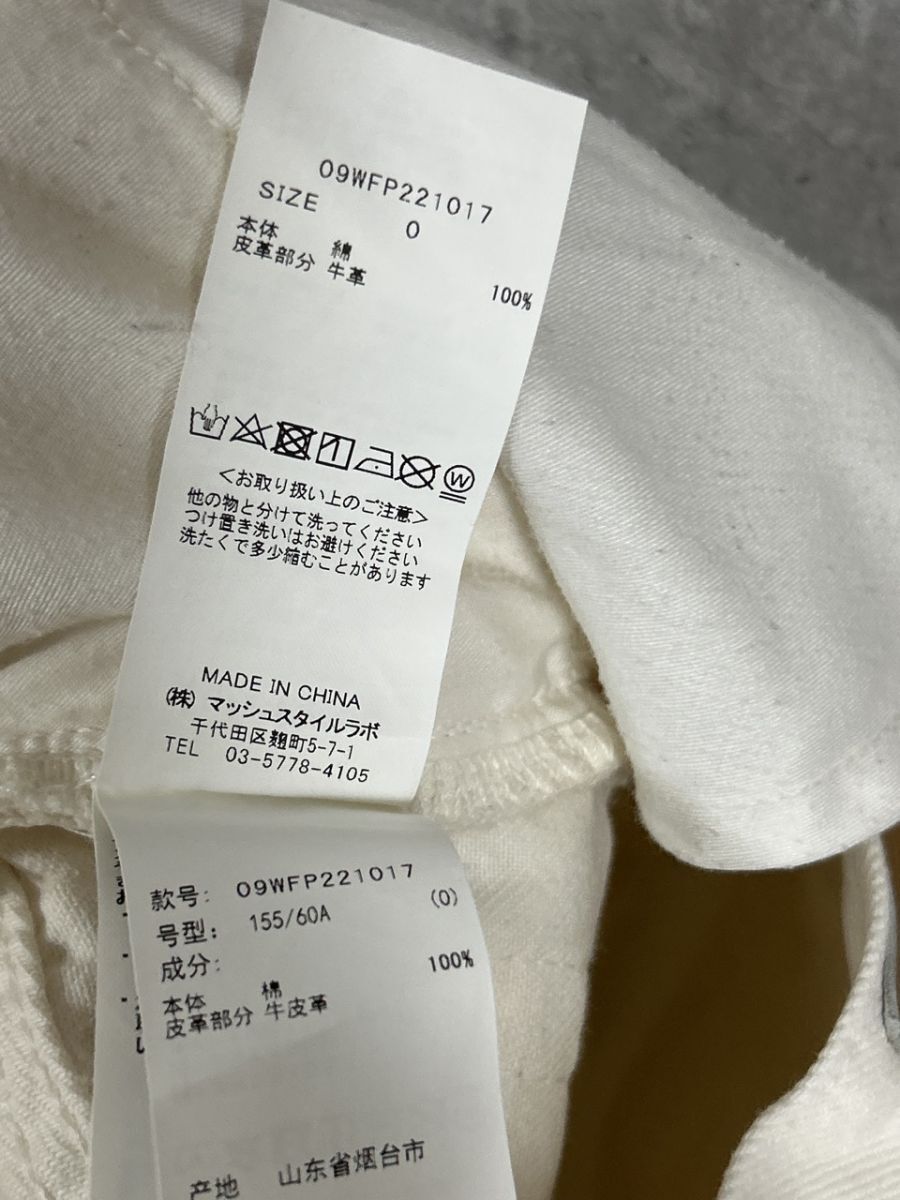 09WFP221017
SIZE 0
本体 綿 100%
皮革部分 牛革
＜お取り扱い上のご注意＞
他の物と分けて洗ってください
つけ置き洗いはお避けください
洗たくで多少縮むことがあります
MADE IN CHINA
(株) マッシュスタイルラボ
千代田区麹町5-7-1
TEL 03-5778-4105
款号: 09WFP221017
号型: 155/60A (0)
成分:
本体 棉 100%
皮革部分 牛皮革
产地 山东省烟台市